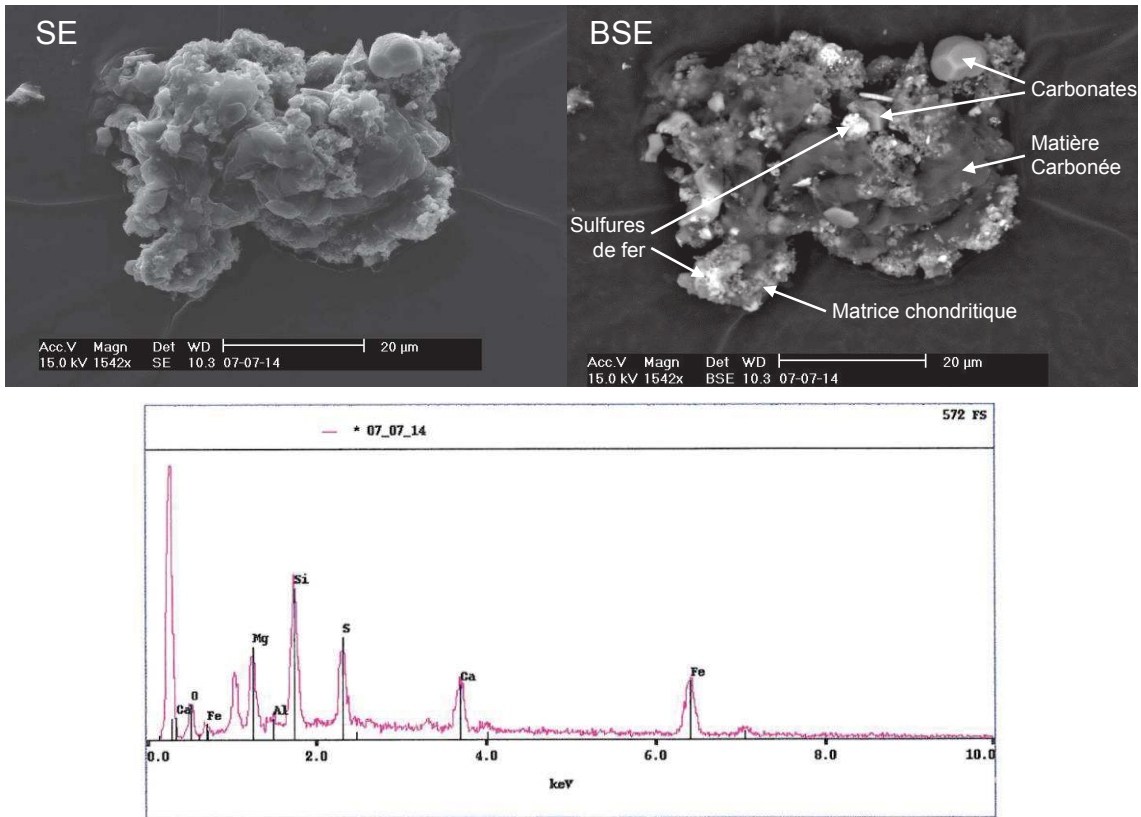 SE
BSE
Carbonates
Matière
Carbonée
Sulfures
de fer
Matrice chondritique
Acc.V Magn Det WD 20 µm
15.0 kV 1542x SE 10.3 07-07-14
Acc.V Magn Det WD 20 µm
15.0 kV 1542x BSE 10.3 07-07-14
572 FS
* 07_07_14
Si
S
Mg
Ca
Fe
Ca O Fe Al
0.0 2.0 4.0 6.0 8.0 10.0
keV